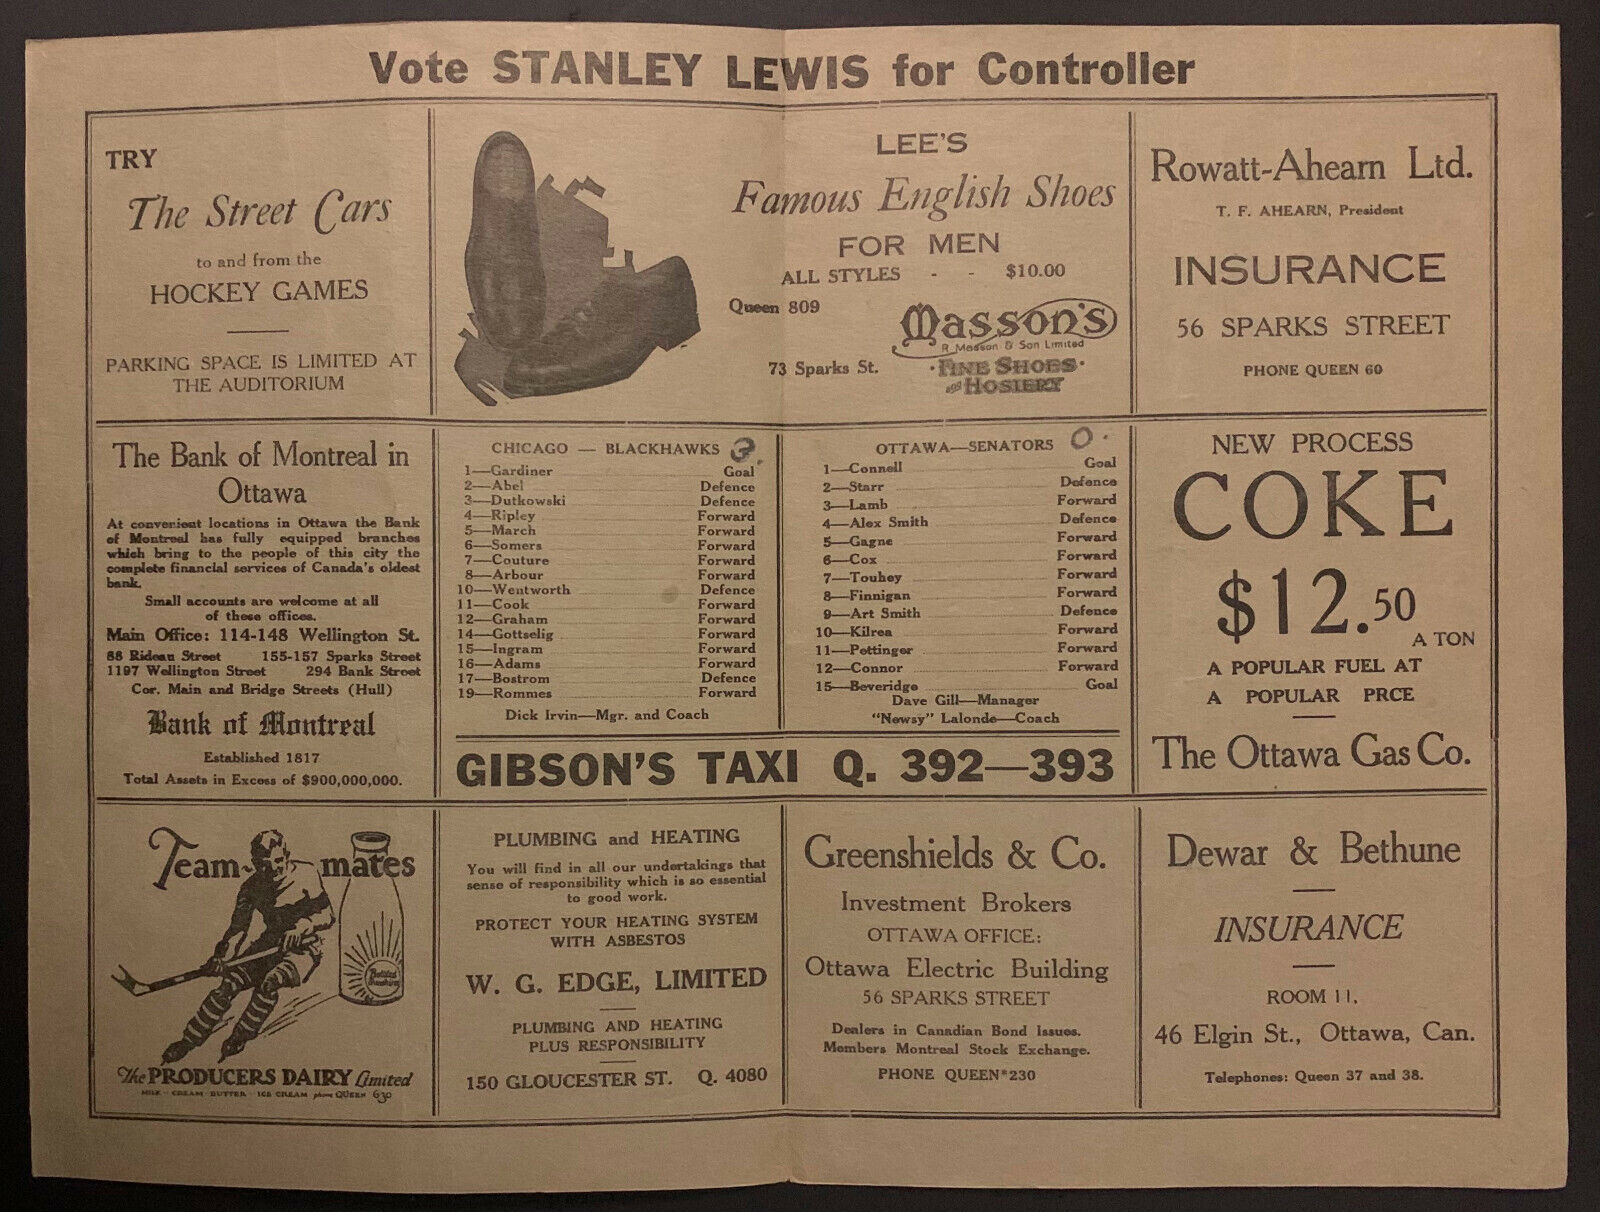 Vote STANLEY LEWIS for Controller
TRY
The Street Cars
to and from the
HOCKEY GAMES
PARKING SPACE IS LIMITED AT
THE AUDITORIUM
LEE'S
Famous English Shoes
FOR MEN
ALL STYLES - - $10.00
Queen 809
Masson's
R. Masson & Son Limited
73 Sparks St.
·FINE SHOES·
AND HOSIERY
Rowatt-Ahearn Ltd.
T. F. AHEARN, President
INSURANCE
56 SPARKS STREET
PHONE QUEEN 60
The Bank of Montreal in
Ottawa
At convenient locations in Ottawa the Bank
of Montreal has fully equipped branches
which bring to the people of this city the
complete financial services of Canada's oldest
bank.
Small accounts are welcome at all
of these offices.
Main Office: 114-148 Wellington St.
88 Rideau Street 155-157 Sparks Street
1197 Wellington Street 294 Bank Street
Cor. Main and Bridge Streets (Hull)
Bank of Montreal
Established 1817
Total Assets in Excess of $900,000,000.
CHICAGO — BLACKHAWKS 3.
1—Gardiner Goal
2—Abel Defence
3—Dutkowski Defence
4—Ripley Forward
5—March Forward
6—Somers Forward
7—Couture Forward
8—Arbour Forward
10—Wentworth Defence
11—Cook Forward
12—Graham Forward
14—Gottselig Forward
15—Ingram Forward
16—Adams Forward
17—Bostrom Defence
19—Rommes Forward
Dick Irvin—Mgr. and Coach
OTTAWA—SENATORS 0.
1—Connell Goal
2—Starr Defence
3—Lamb Forward
4—Alex Smith Defence
5—Gagne Forward
6—Cox Forward
7—Touhey Forward
8—Finnigan Forward
9—Art Smith Defence
10—Kilrea Forward
11—Pettinger Forward
12—Connor Forward
15—Beveridge Goal
Dave Gill—Manager
"Newsy" Lalonde—Coach
GIBSON'S TAXI Q. 392—393
NEW PROCESS
COKE
$12.50
A TON
A POPULAR FUEL AT
A POPULAR PRCE
The Ottawa Gas Co.
Team-mates
The PRODUCERS DAIRY Limited
MILK - CREAM - BUTTER - ICE CREAM phone QUEEN 630
PLUMBING and HEATING
You will find in all our undertakings that
sense of responsibility which is so essential
to good work.
PROTECT YOUR HEATING SYSTEM
WITH ASBESTOS
W. G. EDGE, LIMITED
PLUMBING AND HEATING
PLUS RESPONSIBILITY
150 GLOUCESTER ST. Q. 4080
Greenshields & Co.
Investment Brokers
OTTAWA OFFICE:
Ottawa Electric Building
56 SPARKS STREET
Dealers in Canadian Bond Issues.
Members Montreal Stock Exchange.
PHONE QUEEN*230
Dewar & Bethune
INSURANCE
ROOM 11,
46 Elgin St., Ottawa, Can.
Telephones: Queen 37 and 38.